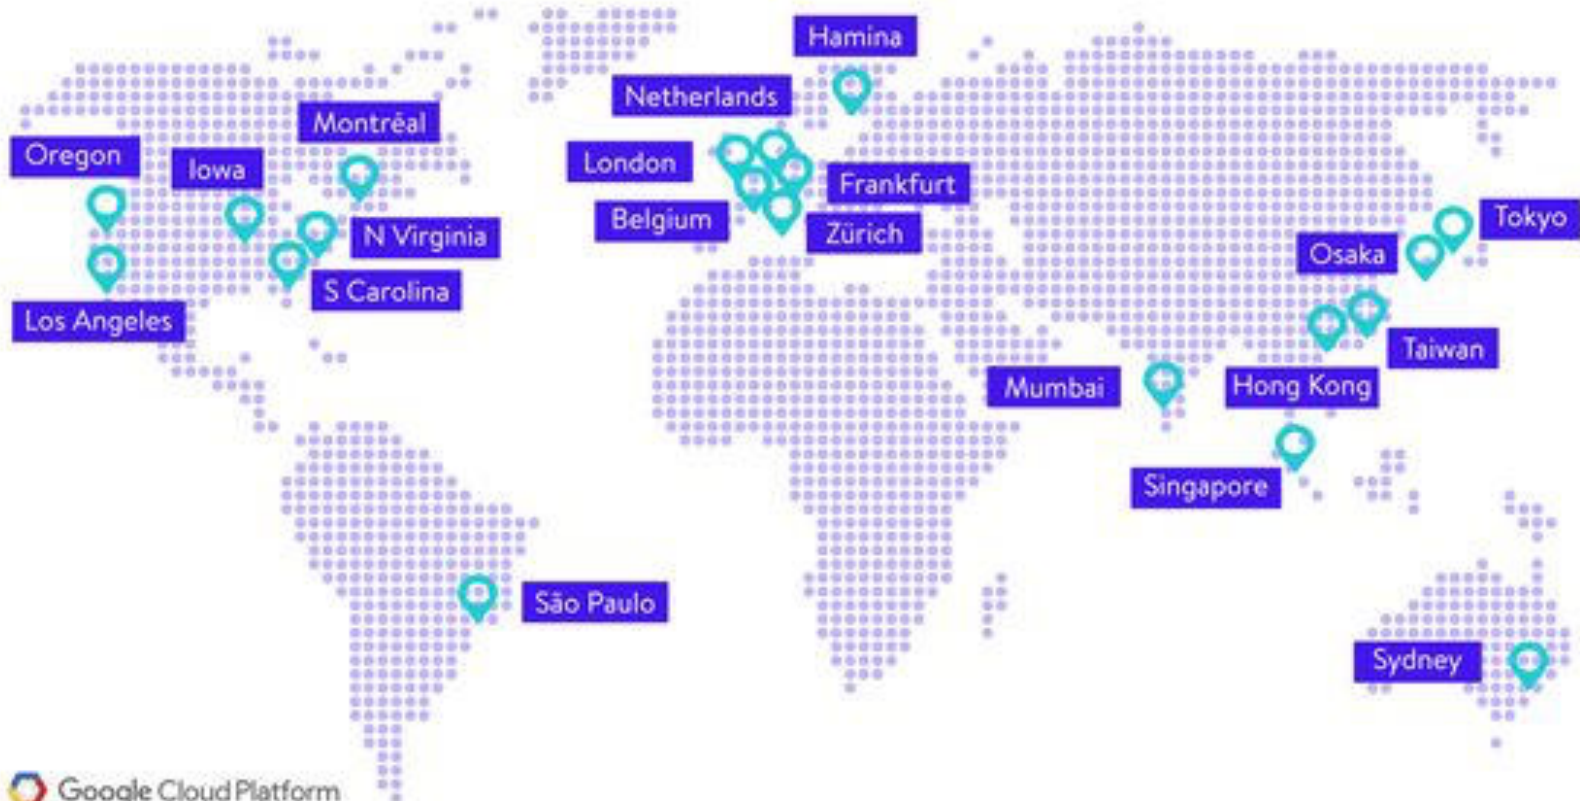 Hamina
Netherlands
Montréal
Oregon
Iowa
London
Frankfurt
Belgium
Zürich
N Virginia
Tokyo
Osaka
S Carolina
Los Angeles
Taiwan
Mumbai
Hong Kong
Singapore
São Paulo
Sydney
Google Cloud Platform